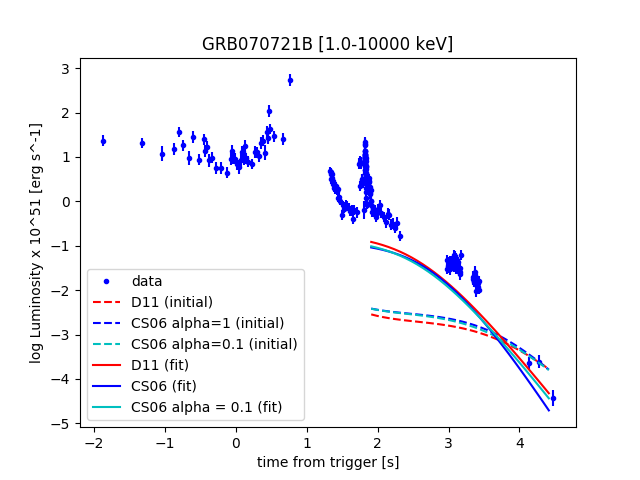 GRB070721B [1.0-10000 keV]
log Luminosity x 10^51 [erg s^-1]
3
2
1
0
−1
−2
−3
−4
−5
data
D11 (initial)
CS06 alpha=1 (initial)
CS06 alpha=0.1 (initial)
D11 (fit)
CS06 (fit)
CS06 alpha = 0.1 (fit)
−2 −1 0 1 2 3 4
time from trigger [s]